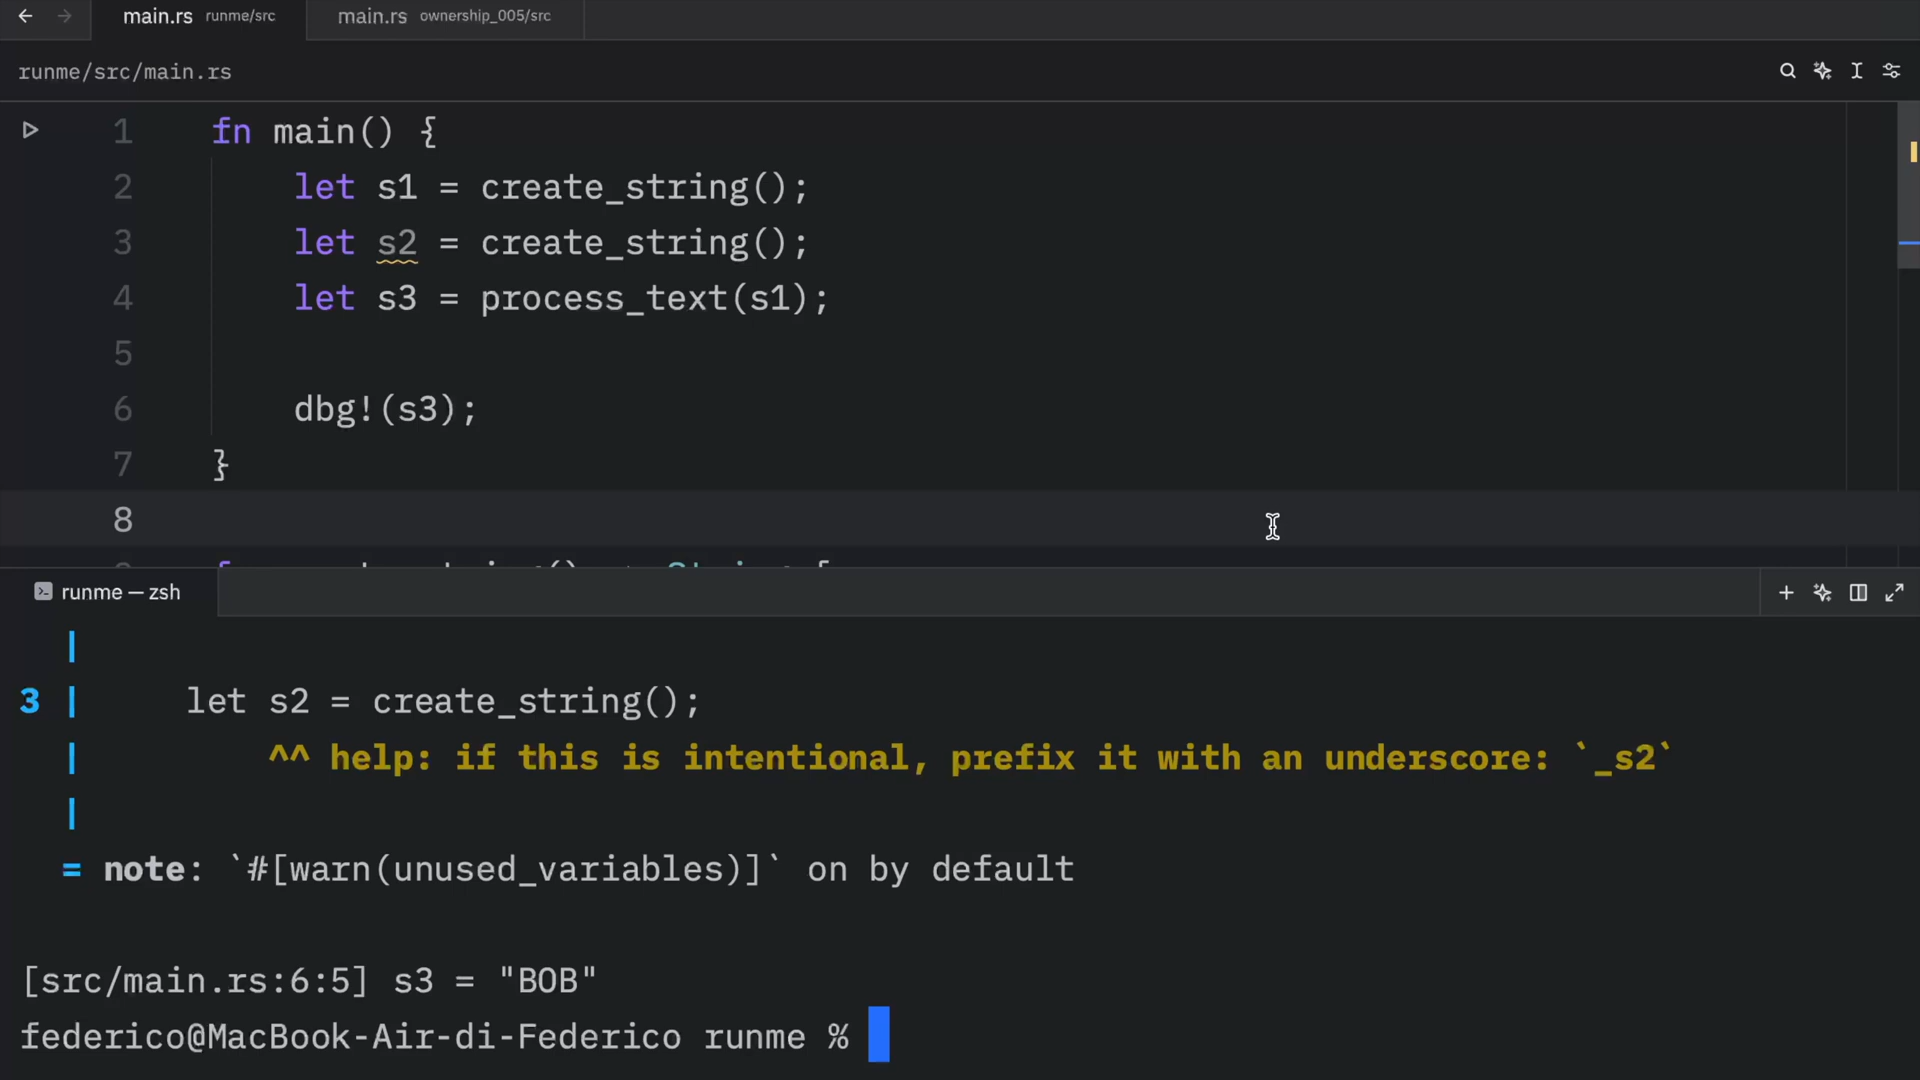 main.rs runme/src main.rs ownership_005/src
runme/src/main.rs
1 fn main() {
2 let s1 = create_string();
3 let s2 = create_string();
4 let s3 = process_text(s1);
5
6 dbg!(s3);
7 }
8
runme — zsh
|
3 | let s2 = create_string();
| ^^ help: if this is intentional, prefix it with an underscore: `_s2`
|
= note: `#[warn(unused_variables)]` on by default
[src/main.rs:6:5] s3 = "BOB"
federico@MacBook-Air-di-Federico runme %